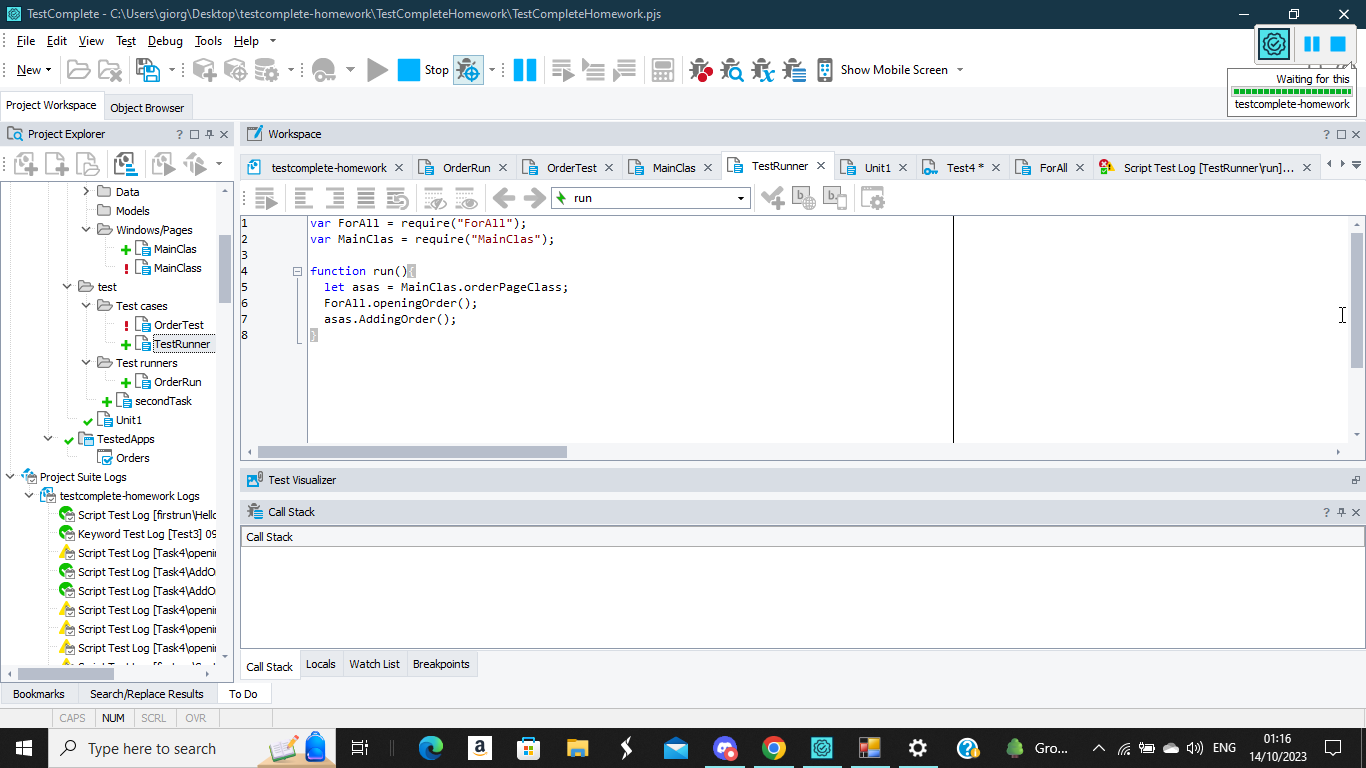 TestComplete - C:\Users\giorg\Desktop\testcomplete-homework\TestCompleteHomework\TestCompleteHomework.pjs
File Edit View Test Debug Tools Help
New Stop Show Mobile Screen
Waiting for this
testcomplete-homework
Project Workspace Object Browser
Project Explorer ?
Workspace ?
testcomplete-homework OrderRun OrderTest MainClas TestRunner Unit1 Test4 * ForAll Script Test Log [TestRunner\run]...
run
Data
Models
Windows/Pages
MainClas
MainClass
test
Test cases
OrderTest
TestRunner
Test runners
OrderRun
secondTask
Unit1
TestedApps
Orders
Project Suite Logs
testcomplete-homework Logs
Script Test Log [firstrun\Hello
Keyword Test Log [Test3] 09
Script Test Log [Task4\openi
Script Test Log [Task4\AddO
Script Test Log [Task4\AddO
Script Test Log [Task4\openi
Script Test Log [Task4\openi
Script Test Log [Task4\openi
1 var ForAll = require("ForAll");
2 var MainClas = require("MainClas");
3
4 function run(){
5 let asas = MainClas.orderPageClass;
6 ForAll.openingOrder();
7 asas.AddingOrder();
8 }
Test Visualizer
Call Stack ?
Call Stack
Call Stack Locals Watch List Breakpoints
Bookmarks Search/Replace Results To Do
CAPS NUM SCRL OVR
Type here to search
Gro...
ENG
01:16
14/10/2023